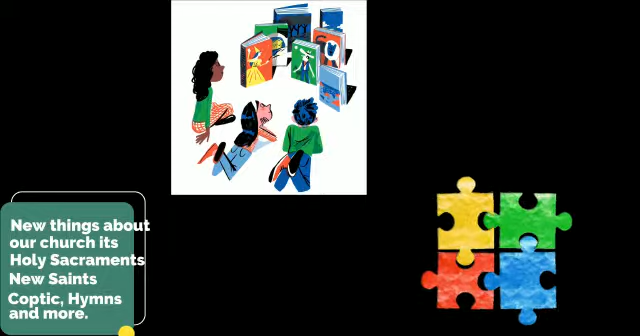 New things about
our church its
Holy Sacraments
New Saints
Coptic, Hymns
and more.